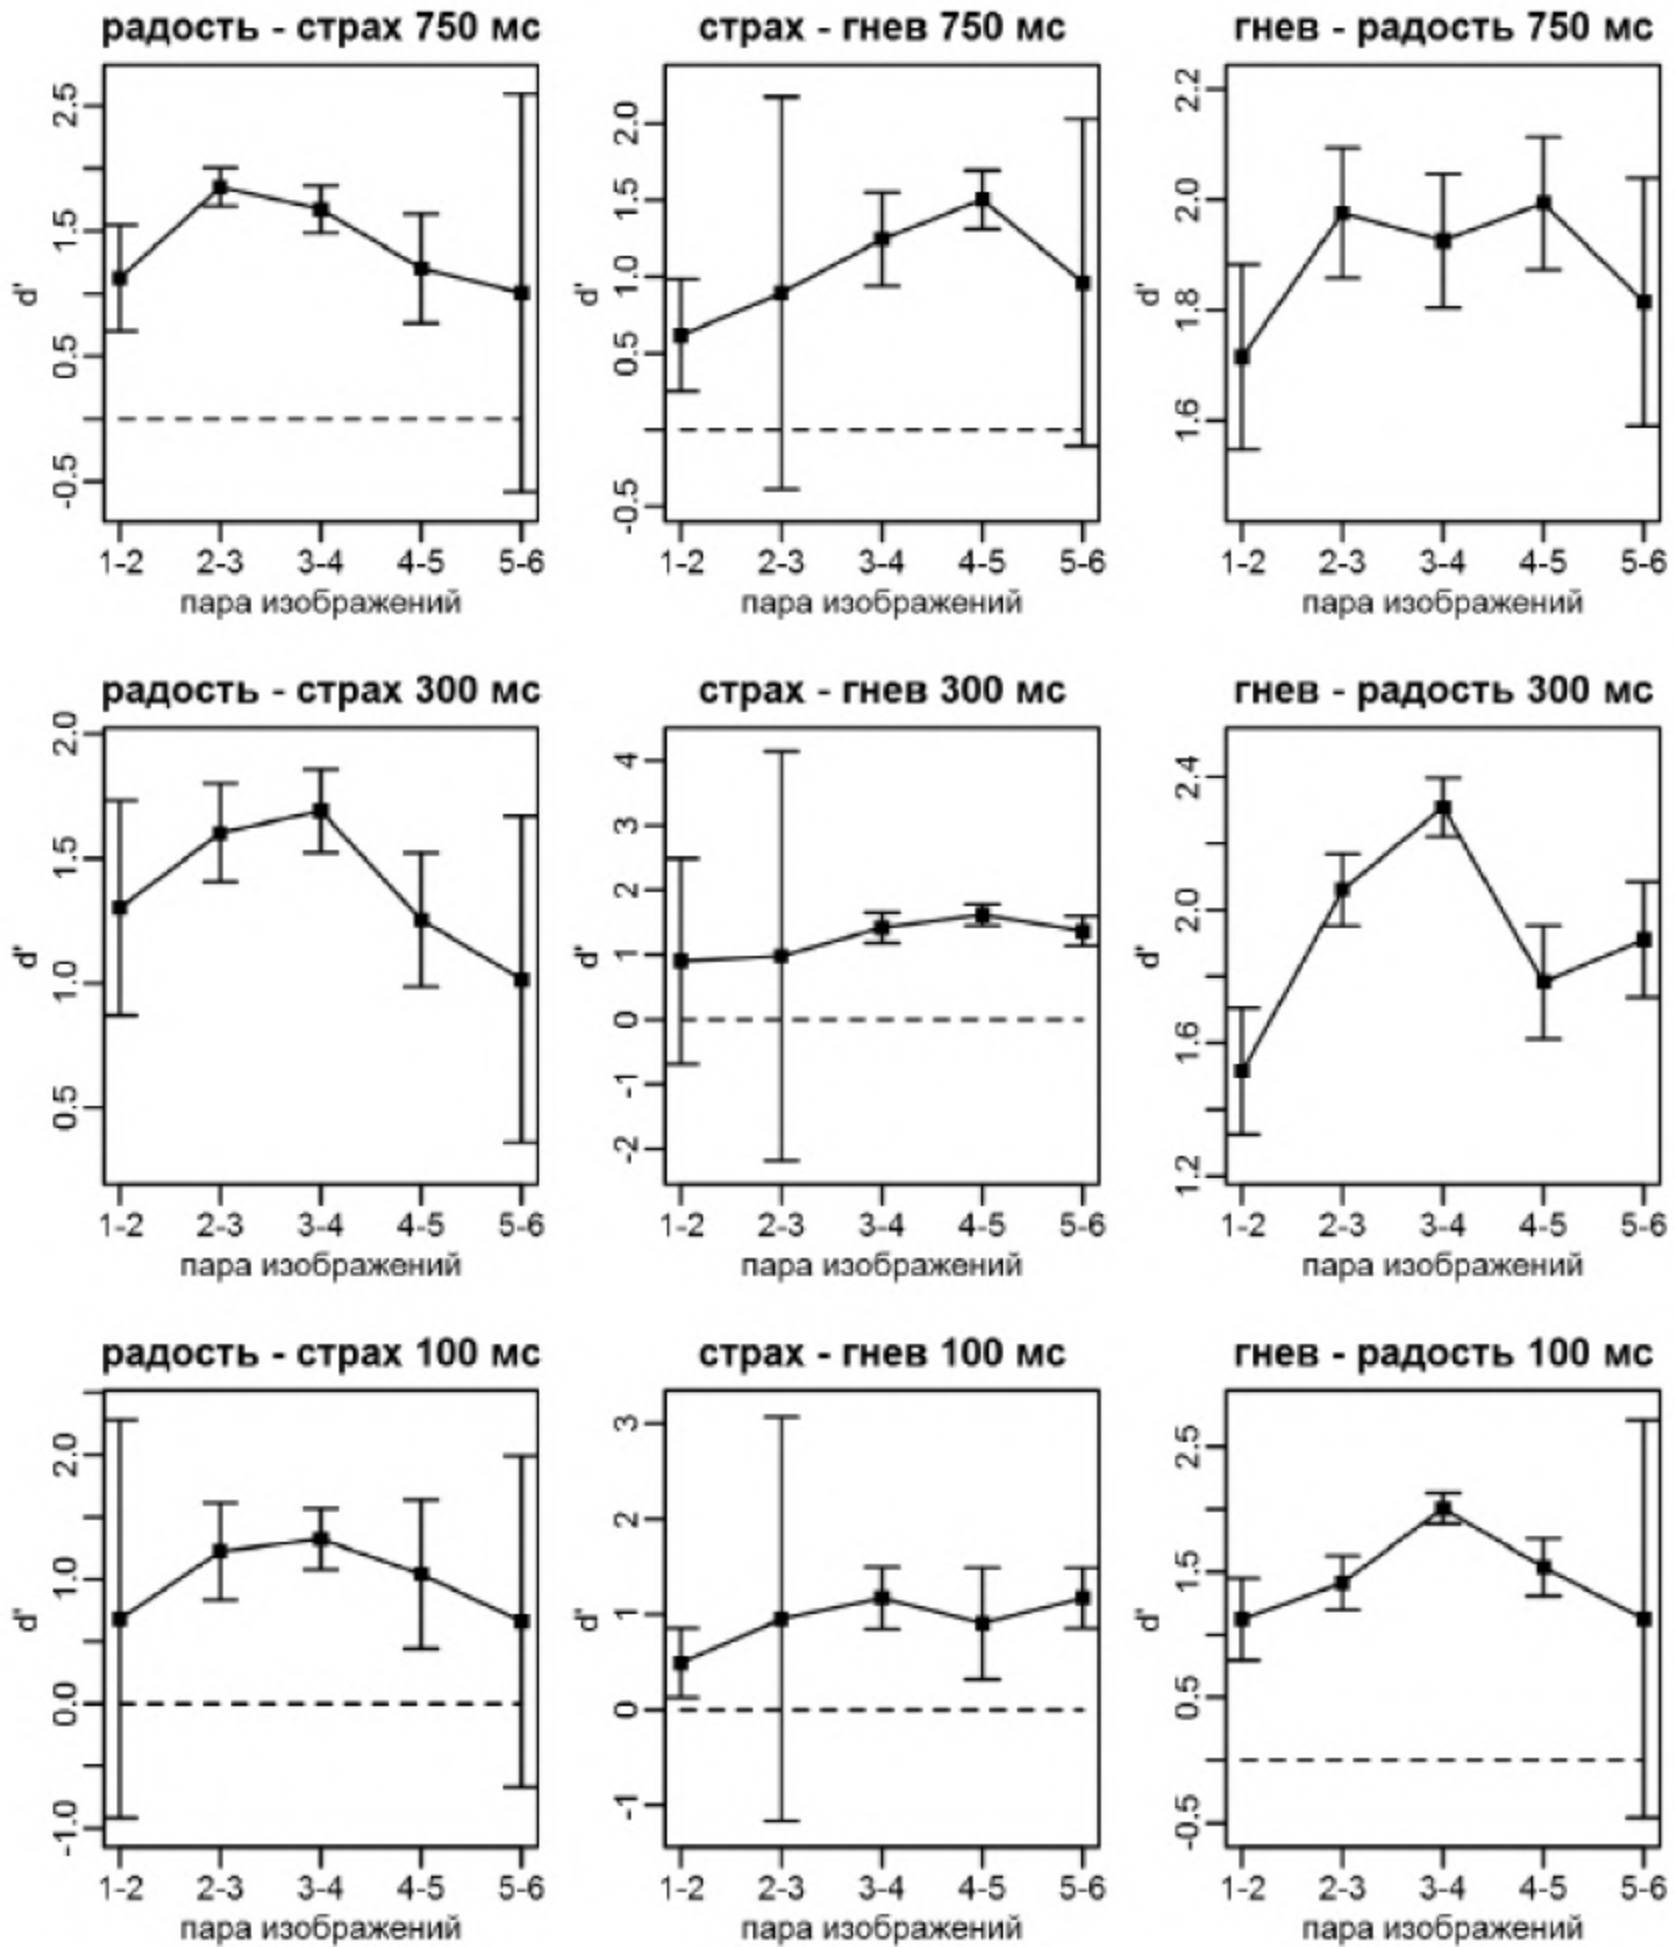 радость - страх 750 мс
d'
2.5
1.5
0.5
-0.5
1-2 2-3 3-4 4-5 5-6
пара изображений
страх - гнев 750 мс
d'
2.0
1.5
1.0
0.5
-0.5
1-2 2-3 3-4 4-5 5-6
пара изображений
гнев - радость 750 мс
d'
2.2
2.0
1.8
1.6
1-2 2-3 3-4 4-5 5-6
пара изображений
радость - страх 300 мс
d'
2.0
1.5
1.0
0.5
1-2 2-3 3-4 4-5 5-6
пара изображений
страх - гнев 300 мс
d'
4
3
2
1
0
-1
-2
1-2 2-3 3-4 4-5 5-6
пара изображений
гнев - радость 300 мс
d'
2.4
2.0
1.6
1.2
1-2 2-3 3-4 4-5 5-6
пара изображений
радость - страх 100 мс
d'
2.0
1.0
0.0
-1.0
1-2 2-3 3-4 4-5 5-6
пара изображений
страх - гнев 100 мс
d'
3
2
1
0
-1
1-2 2-3 3-4 4-5 5-6
пара изображений
гнев - радость 100 мс
d'
2.5
1.5
0.5
-0.5
1-2 2-3 3-4 4-5 5-6
пара изображений